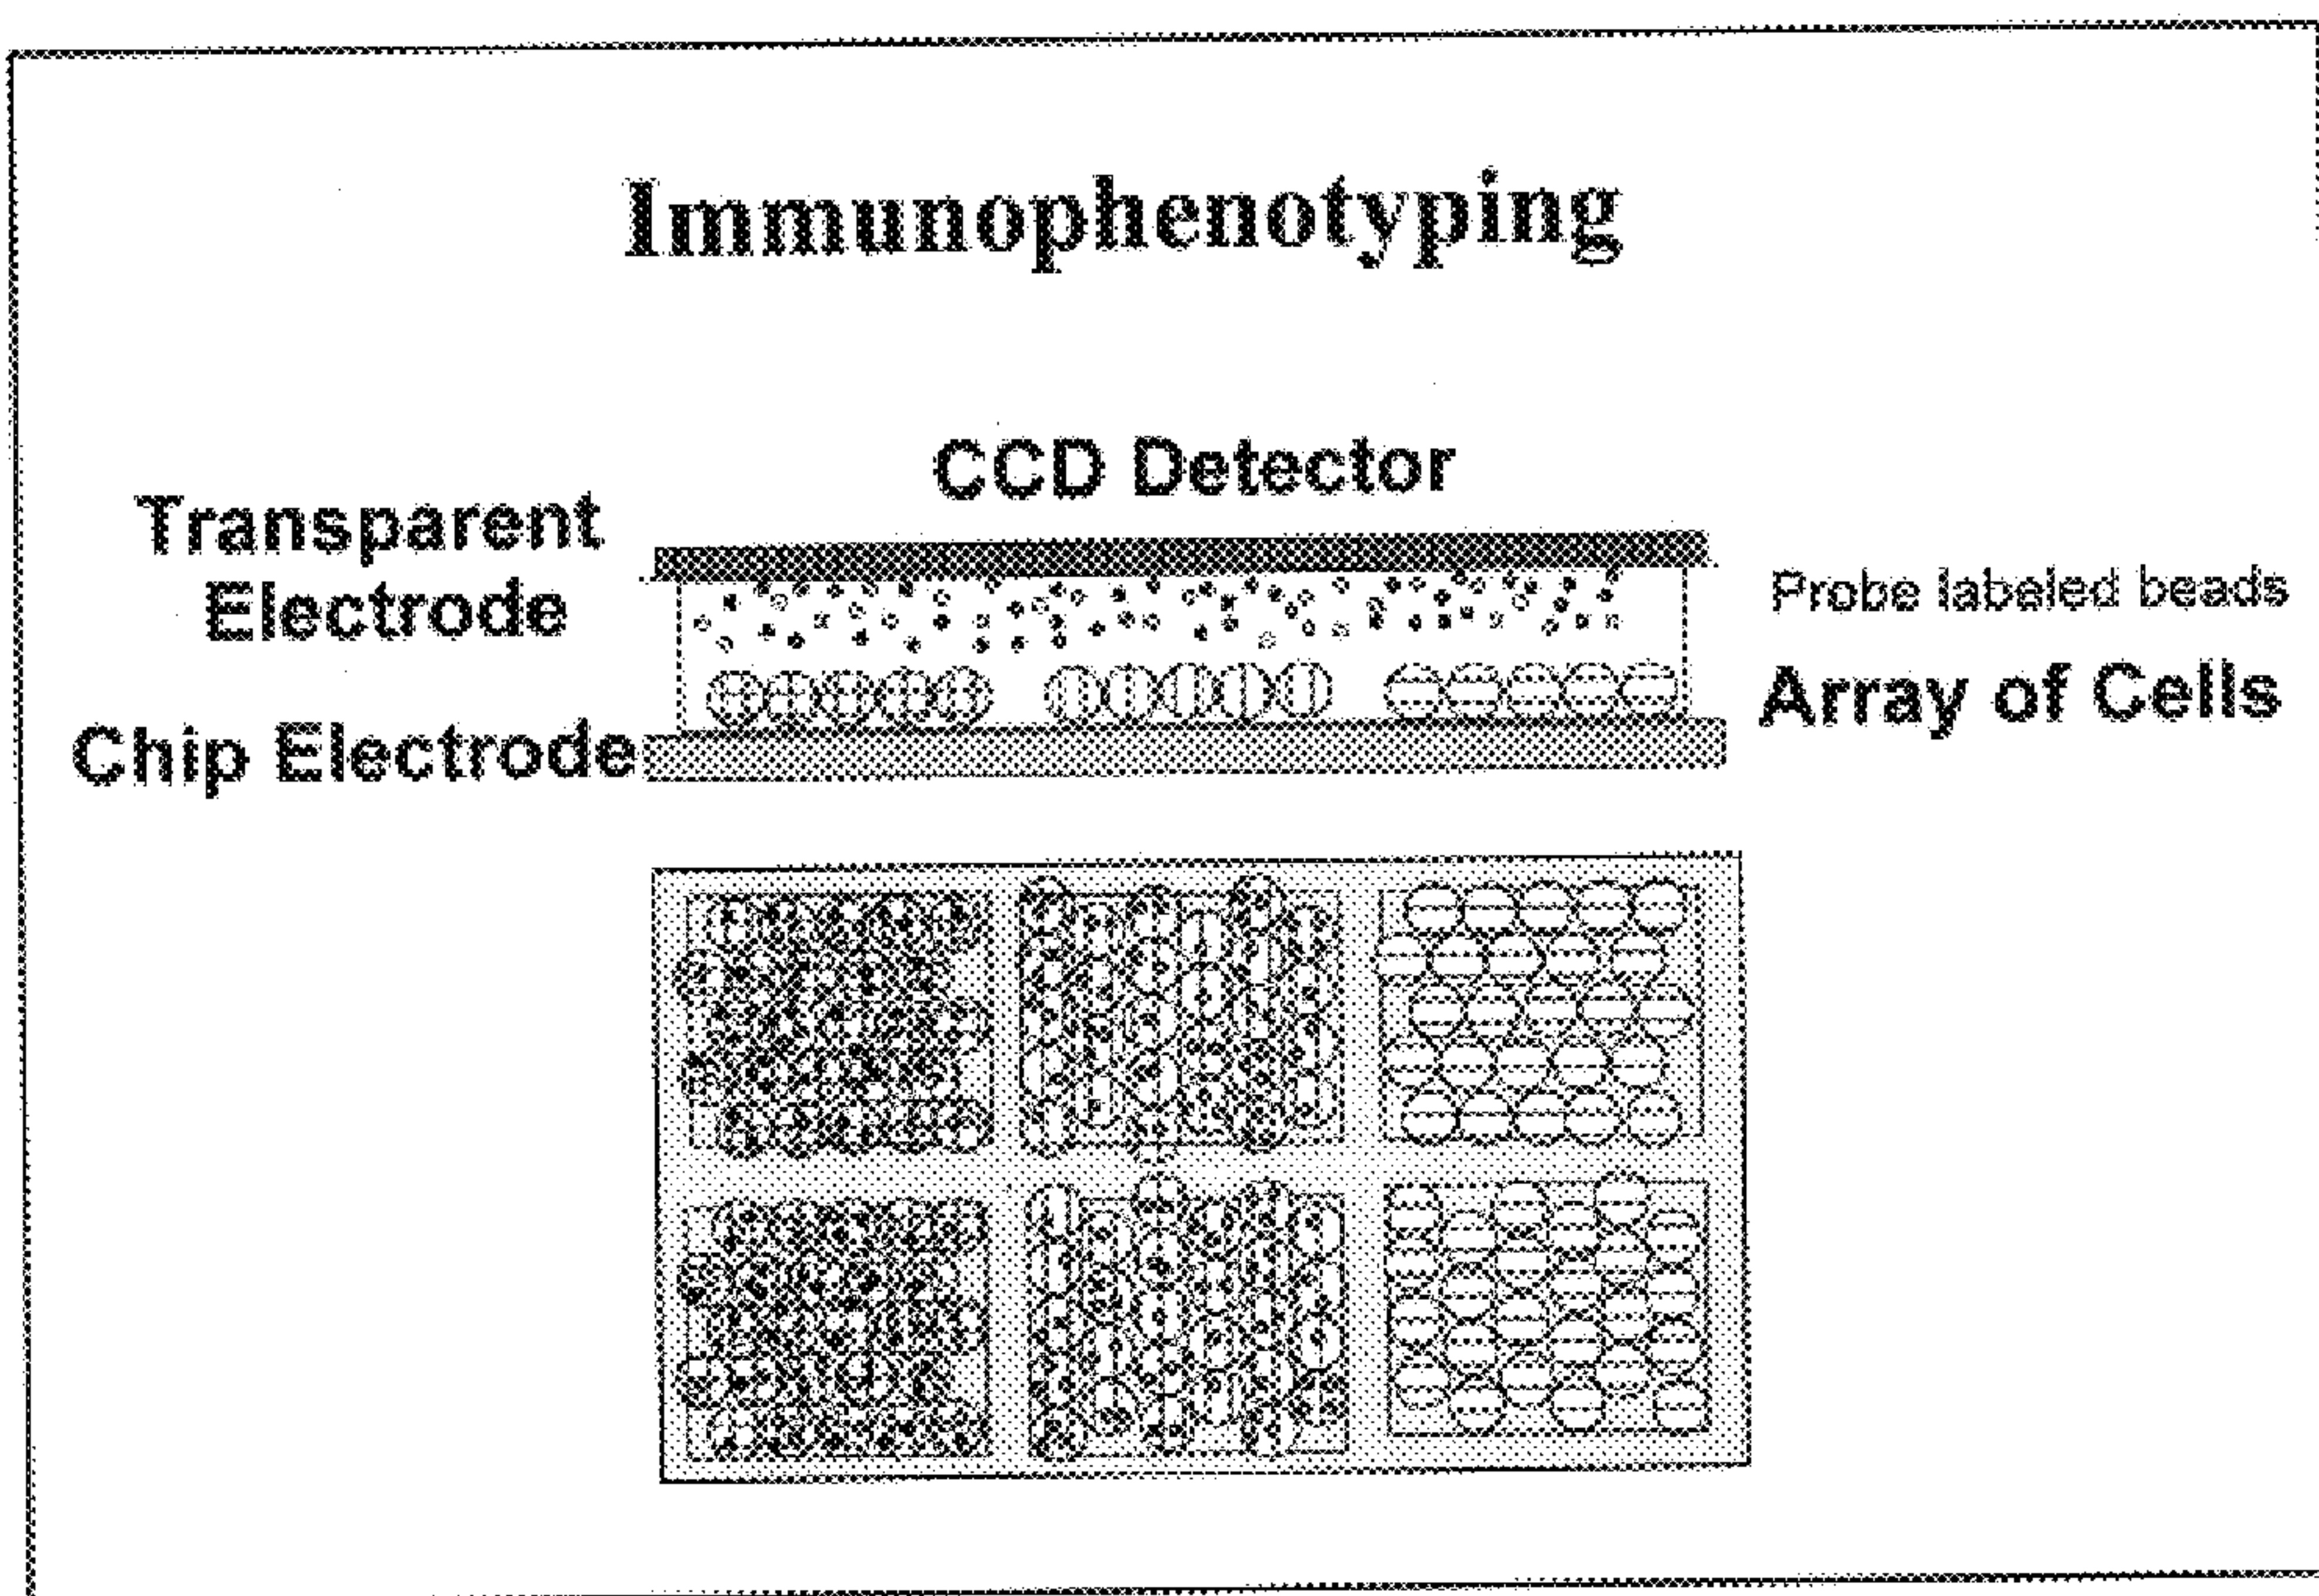 Immunophenotyping
CCD Detector
Transparent
Electrode
Probe labeled beads
Array of Cells
Chip Electrode